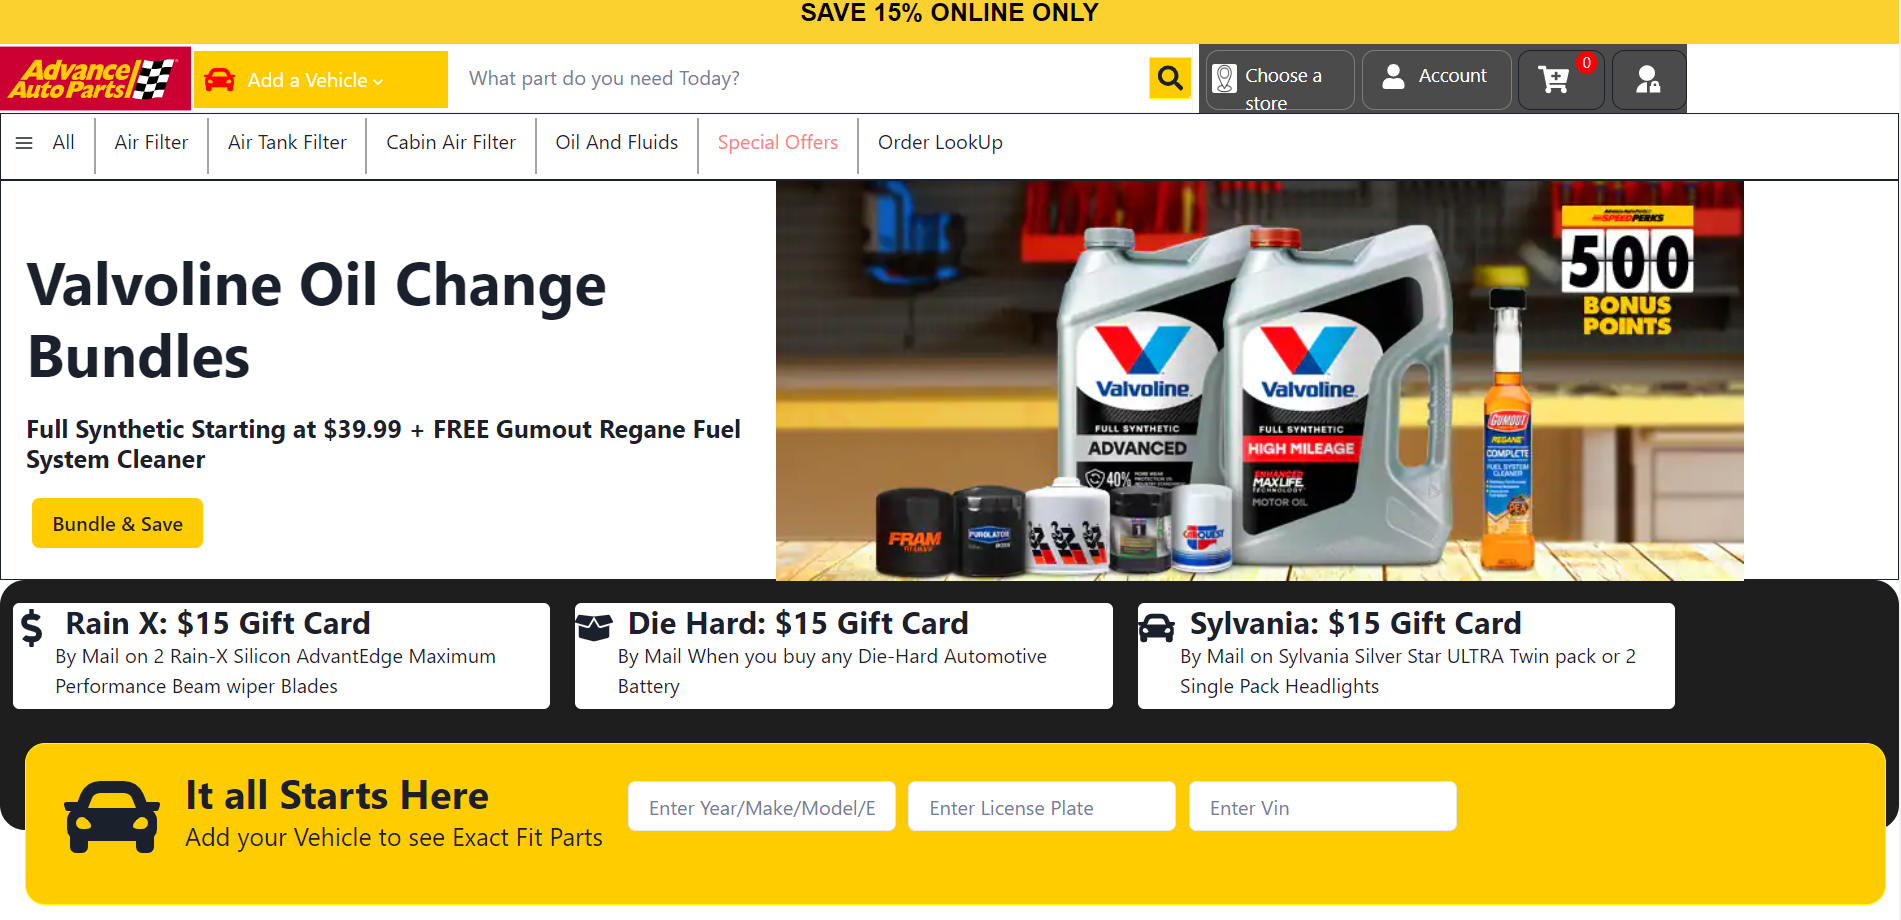 SAVE 15% ONLINE ONLY
Advance
Auto Parts
Add a Vehicle
What part do you need Today?
Choose a
store
Account
0
All
Air Filter
Air Tank Filter
Cabin Air Filter
Oil And Fluids
Special Offers
Order LookUp
Valvoline Oil Change
Bundles
Full Synthetic Starting at $39.99 + FREE Gumout Regane Fuel
System Cleaner
Bundle & Save
SPEEDPERKS
500
BONUS
POINTS
Valvoline
FULL SYNTHETIC
ADVANCED
40%
Valvoline
FULL SYNTHETIC
HIGH MILEAGE
ENHANCED
MAXLIFE
TECHNOLOGY
MOTOR OIL
GUMOUT
REGANE
COMPLETE
FUEL SYSTEM
CLEANER
PEA
FRAM
PUROLATOR
BOSS
CARQUEST
Rain X: $15 Gift Card
By Mail on 2 Rain-X Silicon AdvantEdge Maximum
Performance Beam wiper Blades
Die Hard: $15 Gift Card
By Mail When you buy any Die-Hard Automotive
Battery
Sylvania: $15 Gift Card
By Mail on Sylvania Silver Star ULTRA Twin pack or 2
Single Pack Headlights
It all Starts Here
Add your Vehicle to see Exact Fit Parts
Enter Year/Make/Model/E
Enter License Plate
Enter Vin